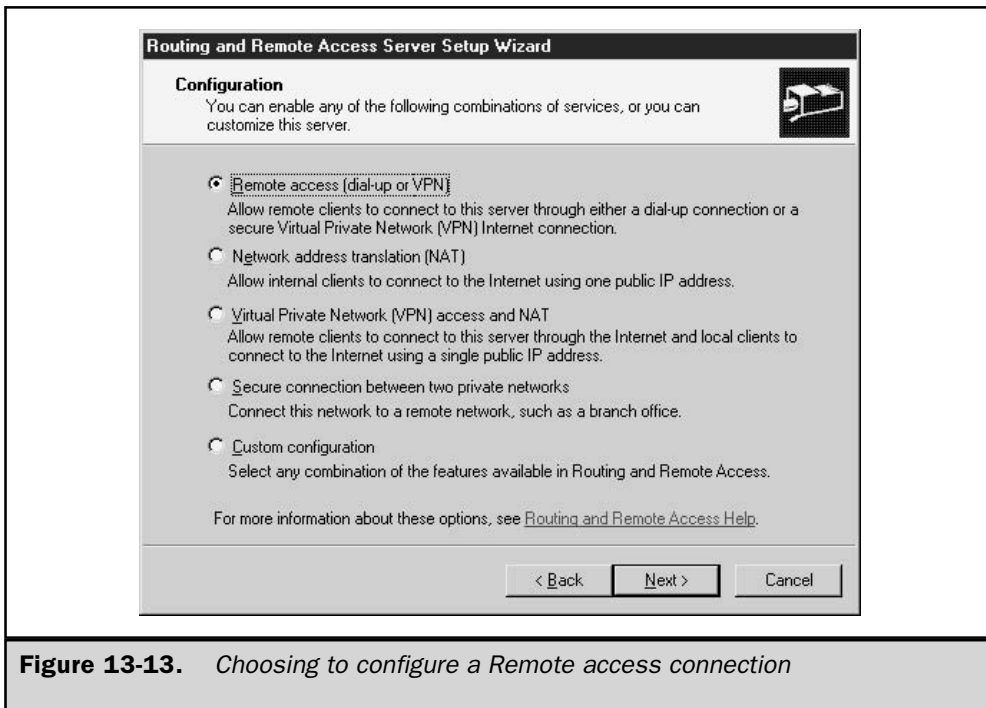 Routing and Remote Access Server Setup Wizard
Configuration
You can enable any of the following combinations of services, or you can
customize this server.
Remote access (dial-up or VPN)
Allow remote clients to connect to this server through either a dial-up connection or a
secure Virtual Private Network (VPN) Internet connection.
Network address translation (NAT)
Allow internal clients to connect to the Internet using one public IP address.
Virtual Private Network (VPN) access and NAT
Allow remote clients to connect to this server through the Internet and local clients to
connect to the Internet using a single public IP address.
Secure connection between two private networks
Connect this network to a remote network, such as a branch office.
Custom configuration
Select any combination of the features available in Routing and Remote Access.
For more information about these options, see Routing and Remote Access Help.
< Back Next > Cancel
Figure 13-13. Choosing to configure a Remote access connection